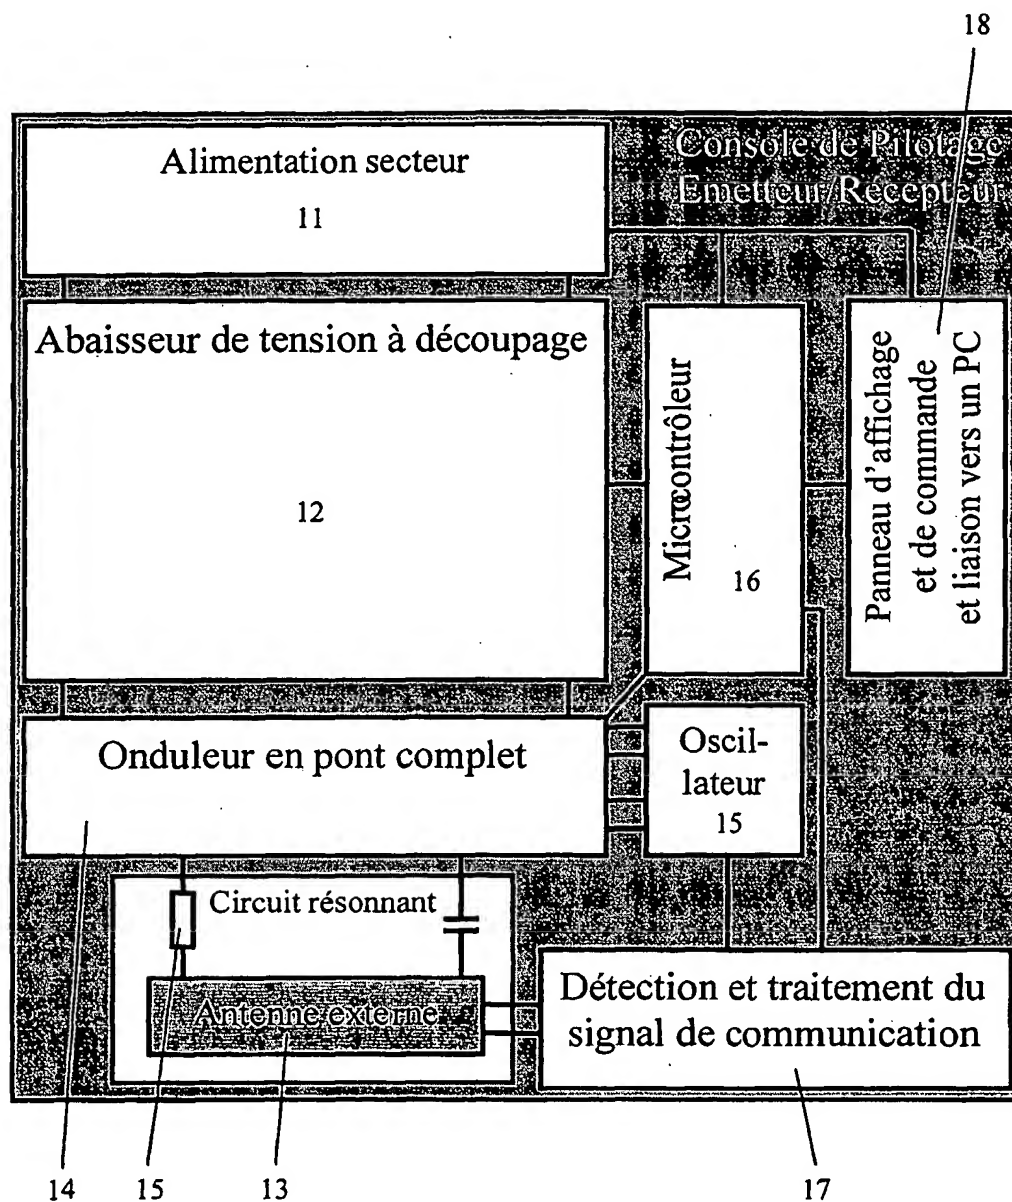 18
Console de Pilotage
Emetteur/Récepteur
Alimentation secteur
11
Abaisseur de tension à découpage
12
Microcontrôleur
16
Panneau d'affichage
et de commande
et liaison vers un PC
Onduleur en pont complet
Oscil-
lateur
15
Circuit résonnant
Antenne externe
Détection et traitement du
signal de communication
14
15
13
17